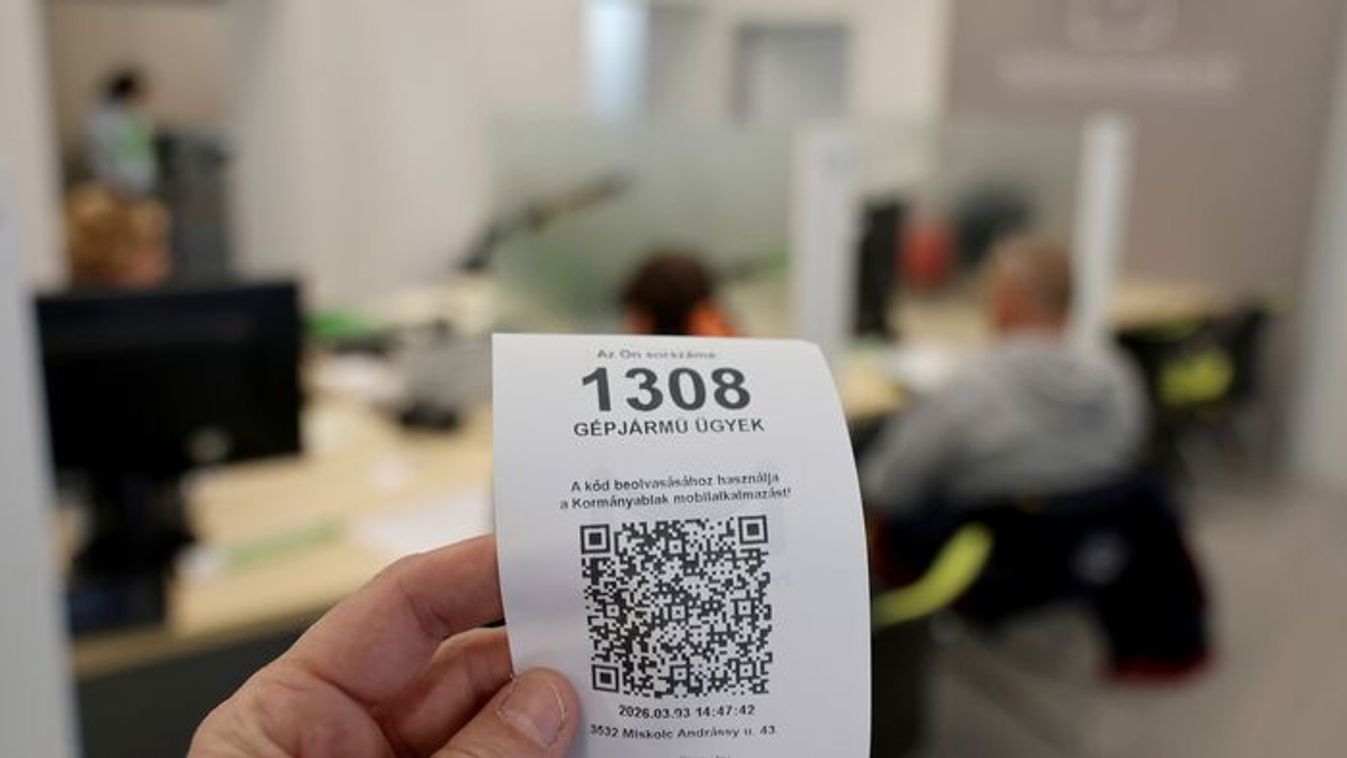 Az Ön sorszáma
1308
GÉPJÁRMŰ ÜGYEK
A kód beolvasásához használja
a Kormányablak mobilalkalmazást!
2026.03.03 14:47:42
3532 Miskolc Andrássy u. 43